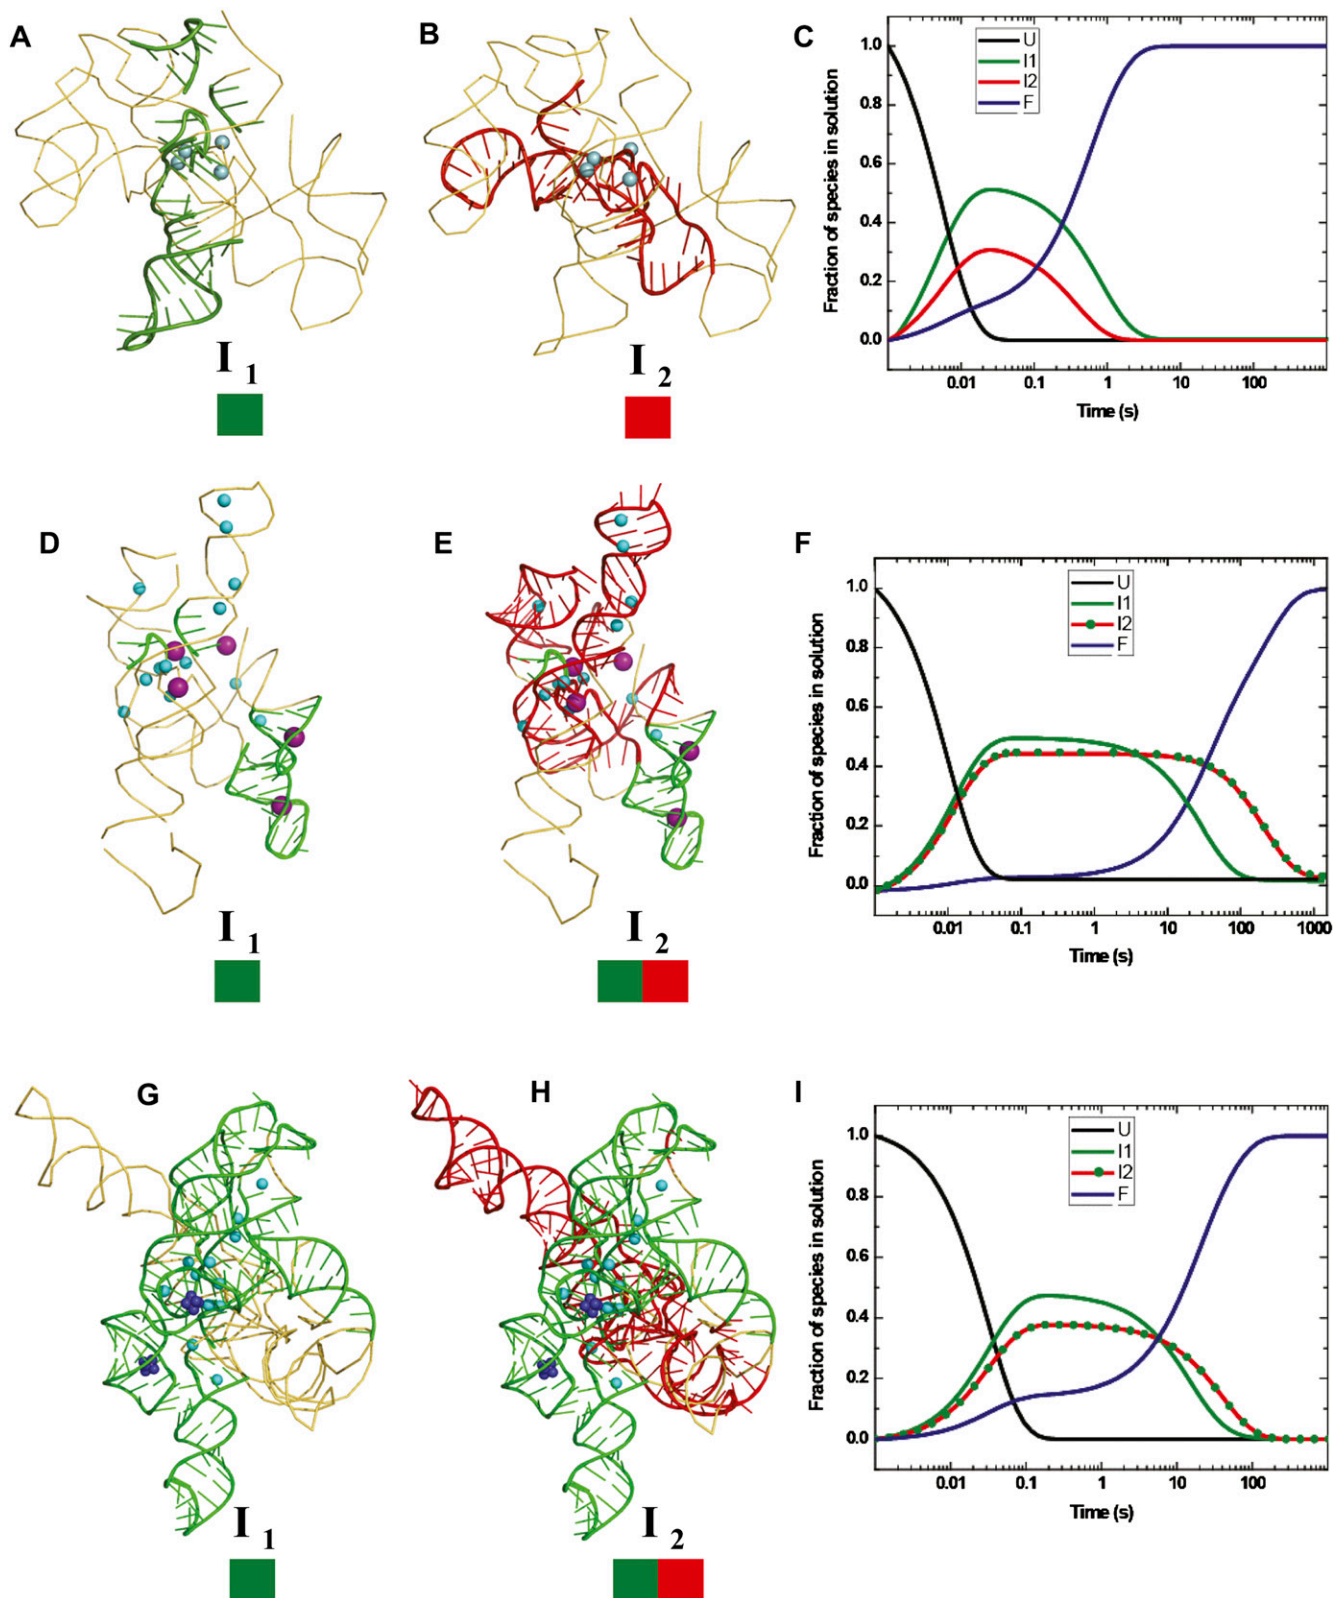 A
B
C
U
I1
I2
F
Fraction of species in solution
1.0
0.8
0.6
0.4
0.2
0.0
0.01 0.1 1 10 100
Time (s)
I 1
I 2
D
E
F
U
I1
I2
F
Fraction of species in solution
1.0
0.8
0.6
0.4
0.2
0.0
0.01 0.1 1 10 100 1000
Time (s)
I 1
I 2
G
H
I
U
I1
I2
F
Fraction of species in solution
1.0
0.8
0.6
0.4
0.2
0.0
0.01 0.1 1 10 100
Time (s)
I 1
I 2